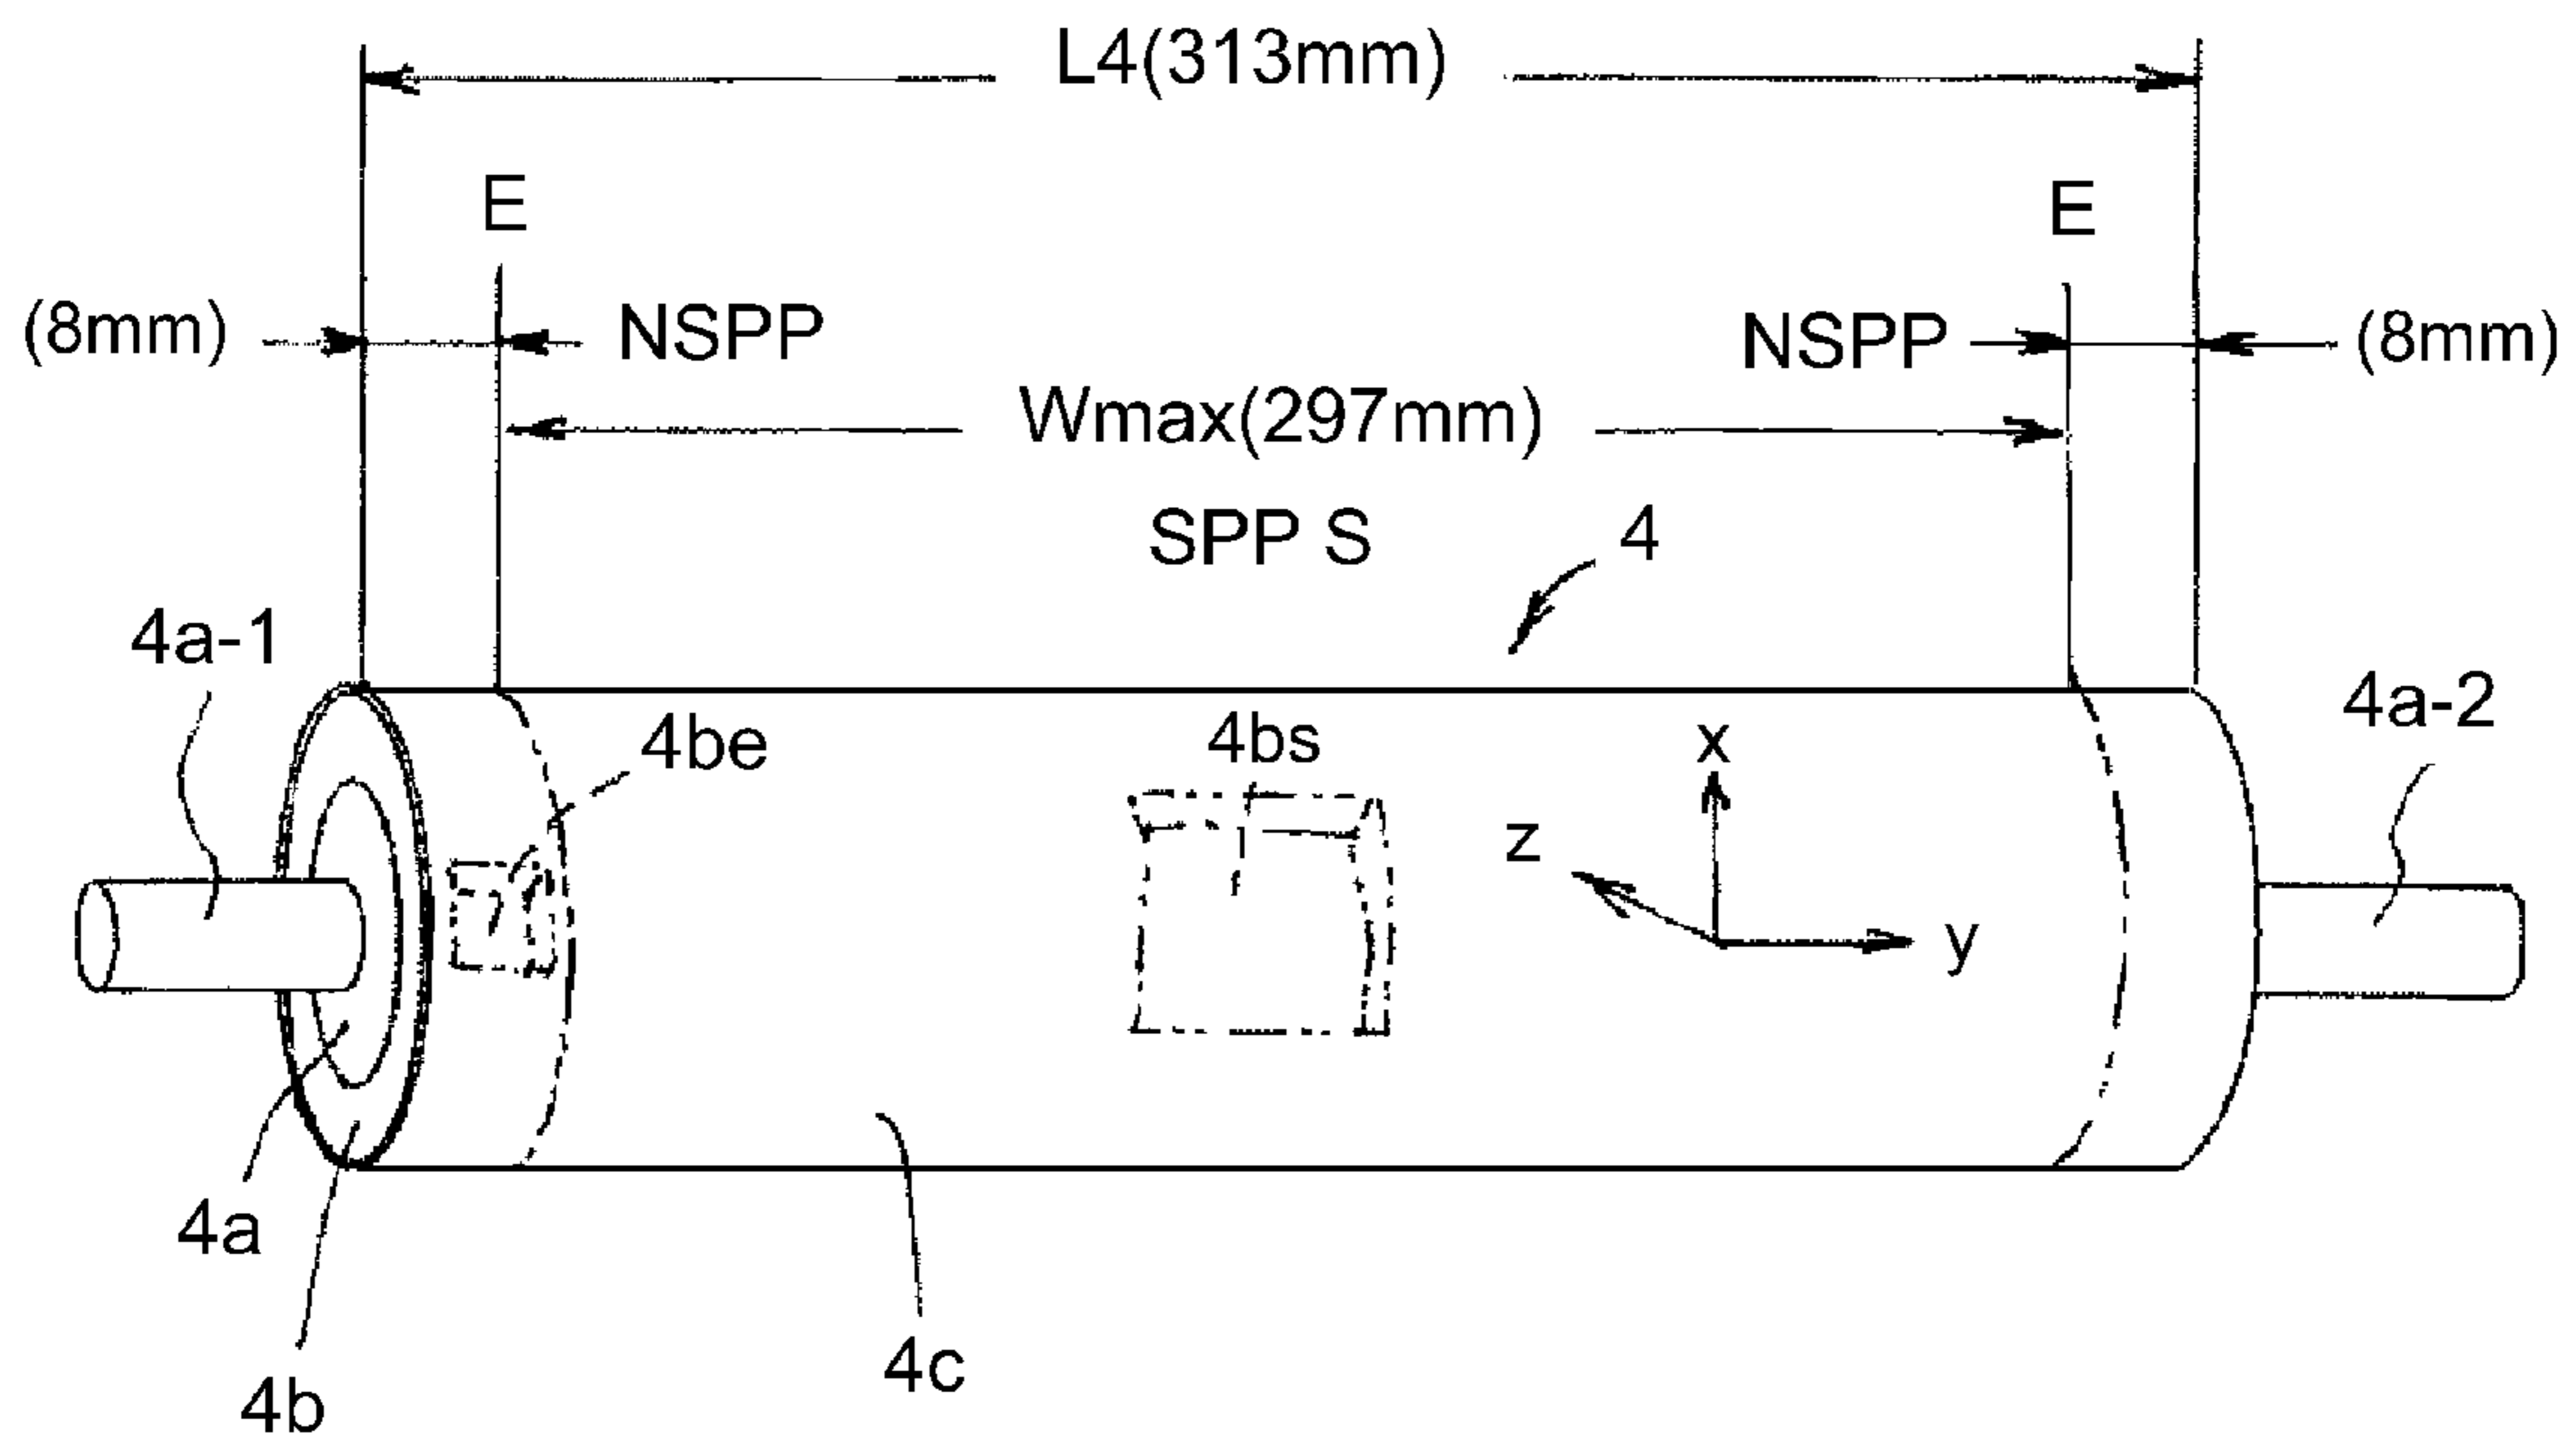 L4(313mm)
E
E
(8mm)
NSPP
NSPP
(8mm)
Wmax(297mm)
SPP S
4
4a-1
4a-2
4be
4bs
x
z
y
4a
4b
4c